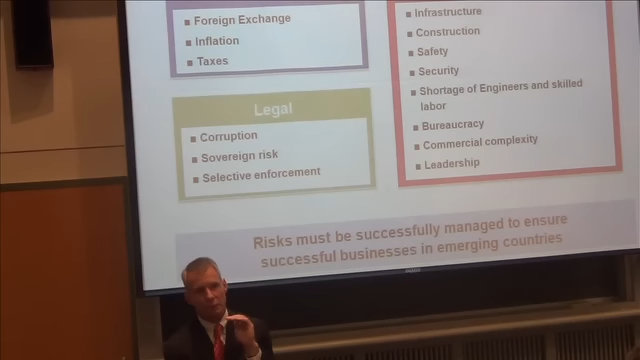 Foreign Exchange
Inflation
Taxes
Legal
Corruption
Sovereign risk
Selective enforcement
Infrastructure
Construction
Safety
Security
Shortage of Engineers and skilled
labor
Bureaucracy
Commercial complexity
Leadership
Risks must be successfully managed to ensure
successful businesses in emerging countries